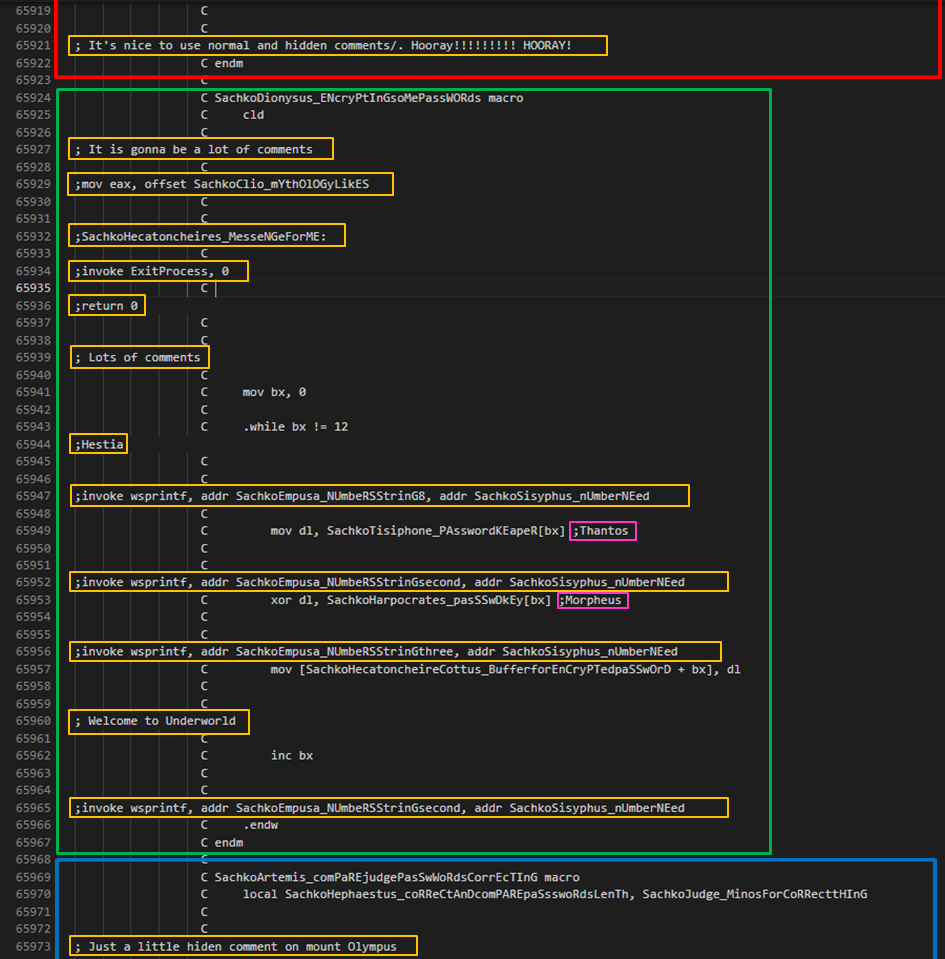 65919 C
65920 C
65921 ; It's nice to use normal and hidden comments/. Hooray!!!!!!!!! HOORAY!
65922 C endm
65923 C
65924 C SachkoDionysus_ENcryPtInGsoMePassWORds macro
65925 C cld
65926 C
65927 ; It is gonna be a lot of comments
65928 C
65929 ;mov eax, offset SachkoClio_mYthOlOGyLikES
65930 C
65931 C
65932 ;SachkoHecatoncheires_MesseNGeForME:
65933 C
65934 ;invoke ExitProcess, 0
65935 C
65936 ;return 0
65937 C
65938 C
65939 ; Lots of comments
65940 C
65941 C mov bx, 0
65942 C
65943 C .while bx != 12
65944 ;Hestia
65945 C
65946 C
65947 ;invoke wsprintf, addr SachkoEmpusa_NUmbeRSStrinG8, addr SachkoSisyphus_nUmberNEed
65948 C
65949 C mov dl, SachkoTisiphone_PAsswordKEapeR[bx] ;Thantos
65950 C
65951 C
65952 ;invoke wsprintf, addr SachkoEmpusa_NUmbeRSStrinGsecond, addr SachkoSisyphus_nUmberNEed
65953 C xor dl, SachkoHarpocrates_pasSSwDkEy[bx] ;Morpheus
65954 C
65955 C
65956 ;invoke wsprintf, addr SachkoEmpusa_NUmbeRSStrinGthree, addr SachkoSisyphus_nUmberNEed
65957 C mov [SachkoHecatoncheireCottus_BufferforEnCryPTedpaSSwOrD + bx], dl
65958 C
65959 C
65960 ; Welcome to Underworld
65961 C
65962 C inc bx
65963 C
65964 C
65965 ;invoke wsprintf, addr SachkoEmpusa_NUmbeRSStrinGsecond, addr SachkoSisyphus_nUmberNEed
65966 C .endw
65967 C endm
65968 C
65969 C SachkoArtemis_comPaREjudgePasSwWoRdsCorrEcTInG macro
65970 C local SachkoHephaestus_coRReCtAnDcomPAREpaSsswoRdsLenTh, SachkoJudge_MinosForCoRRecttHInG
65971 C
65972 C
65973 ; Just a little hiden comment on mount Olympus